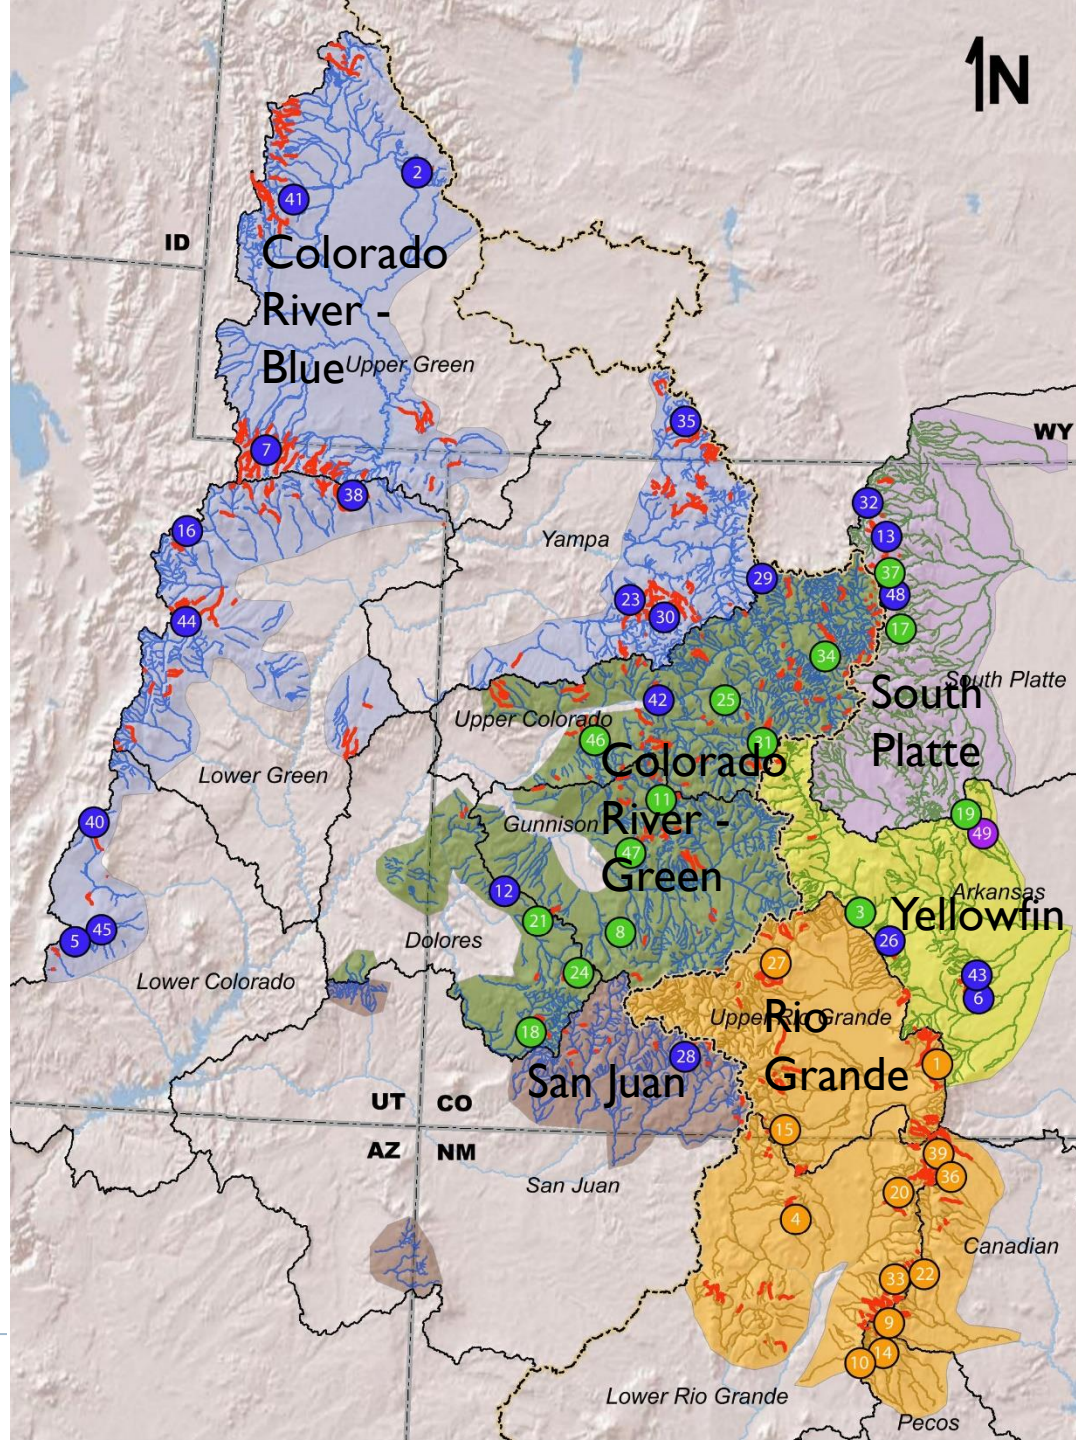 N
2
41
ID
Colorado
River -
Blue
Upper Green
35
WY
7
38
32
16
13
Yampa
37
29
48
23
30
44
17
34
South Platte
42
25
South
Platte
Upper Colorado
46
31
Colorado
Lower Green
11
River -
Gunnison
19
40
49
47
Green
12
Arkansas
Yellowfin
3
21
8
5
45
Dolores
26
27
24
43
Lower Colorado
6
Upper Rio Grande
Rio
18
28
1
San Juan
Grande
UT
CO
15
AZ
NM
39
36
San Juan
20
4
Canadian
33
22
9
14
10
Lower Rio Grande
Pecos